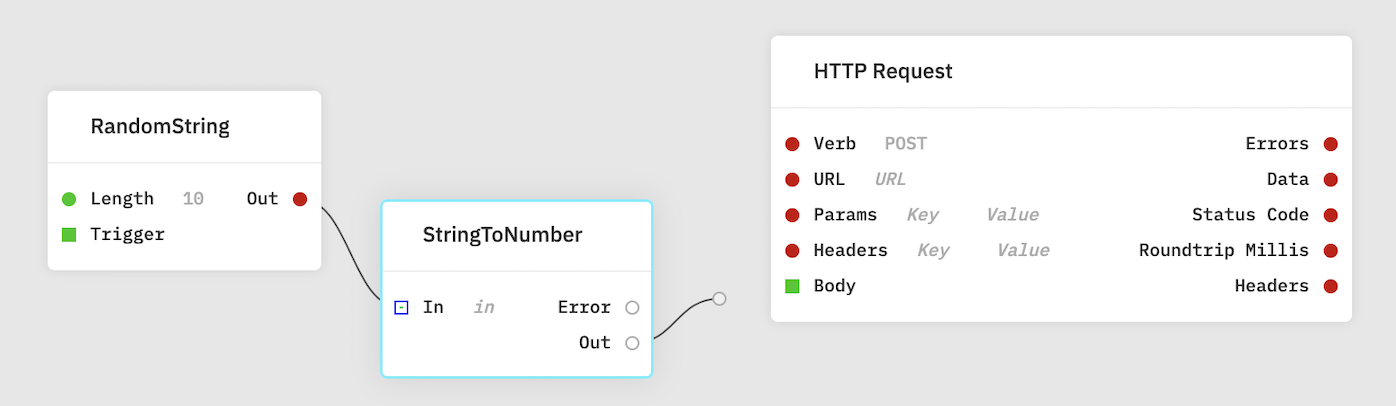 RandomString
Length 10 Out
Trigger
StringToNumber
In in Error
Out
HTTP Request
Verb POST Errors
URL URL Data
Params Key Value Status Code
Headers Key Value Roundtrip Millis
Body Headers